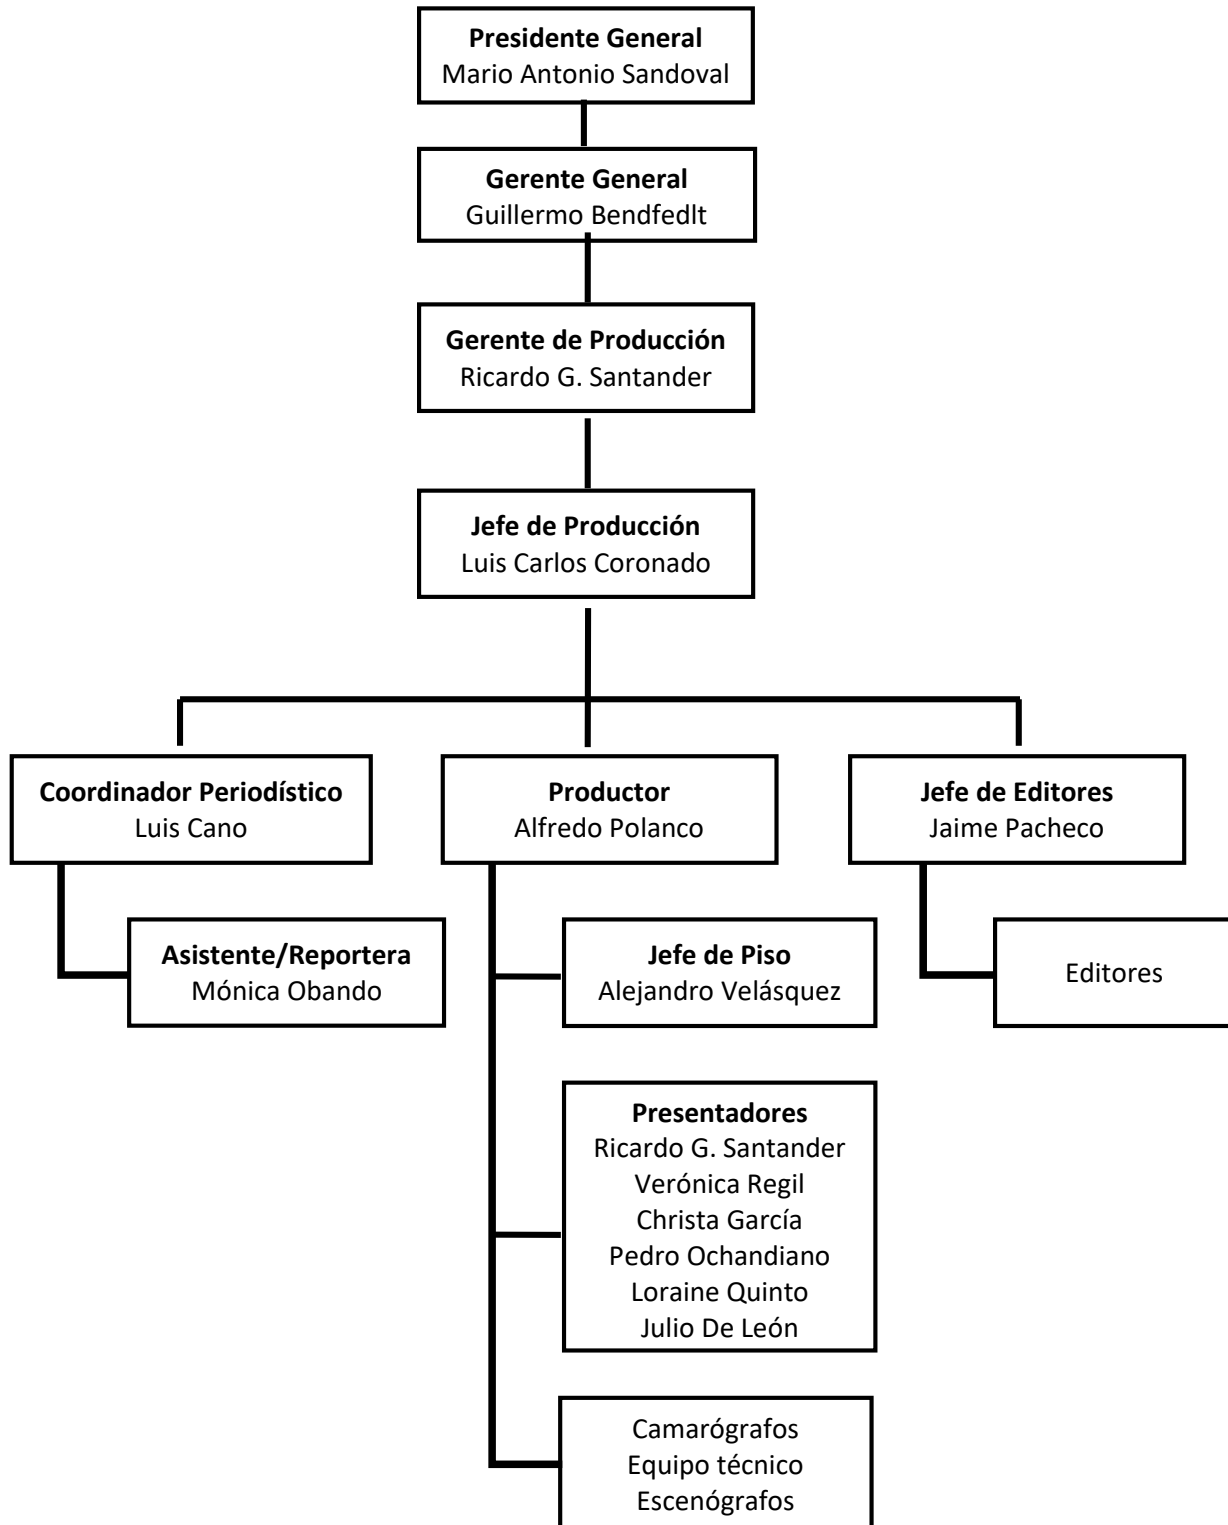 Presidente General
Mario Antonio Sandoval
Gerente General
Guillermo Bendfedlt
Gerente de Producción
Ricardo G. Santander
Jefe de Producción
Luis Carlos Coronado
Coordinador Periodístico
Luis Cano
Productor
Alfredo Polanco
Jefe de Editores
Jaime Pacheco
Asistente/Reportera
Mónica Obando
Jefe de Piso
Alejandro Velásquez
Editores
Presentadores
Ricardo G. Santander
Verónica Regil
Christa García
Pedro Ochandiano
Loraine Quinto
Julio De León
Camarógrafos
Equipo técnico
Escenógrafos